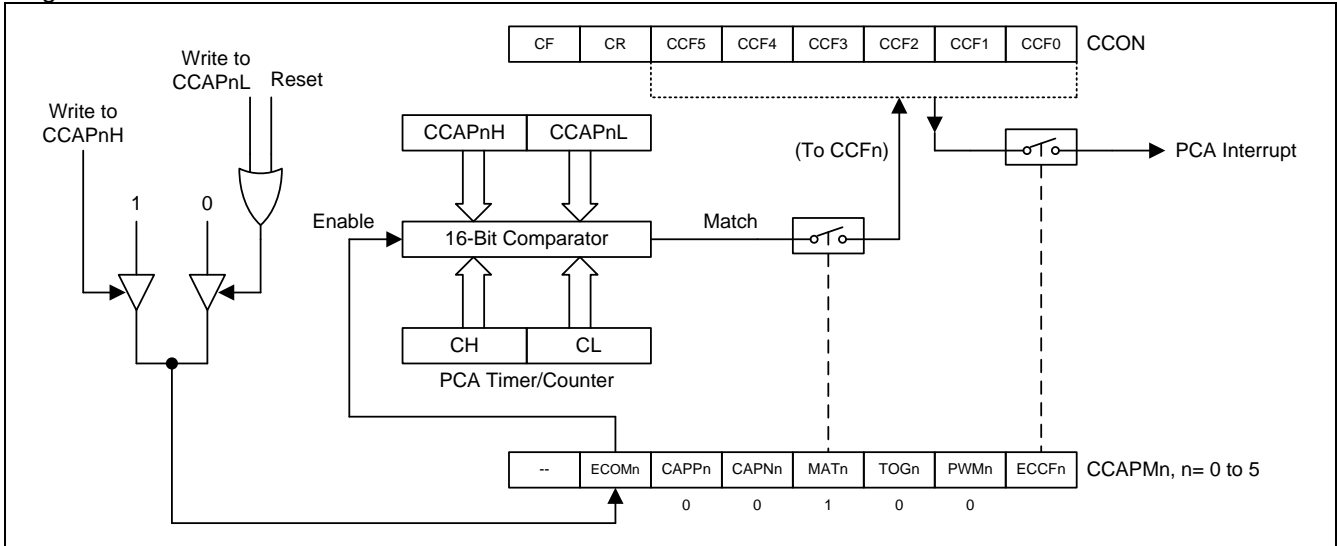 CF CR CCF5 CCF4 CCF3 CCF2 CCF1 CCF0 CCON
Write to
CCAPnL
Reset
Write to
CCAPnH
CCAPnH CCAPnL
(To CCFn)
PCA Interrupt
1 0
Enable
16-Bit Comparator
Match
CH CL
PCA Timer/Counter
-- ECOMn CAPPn CAPNn MATn TOGn PWMn ECCFn CCAPMn, n= 0 to 5
0 0 1 0 0